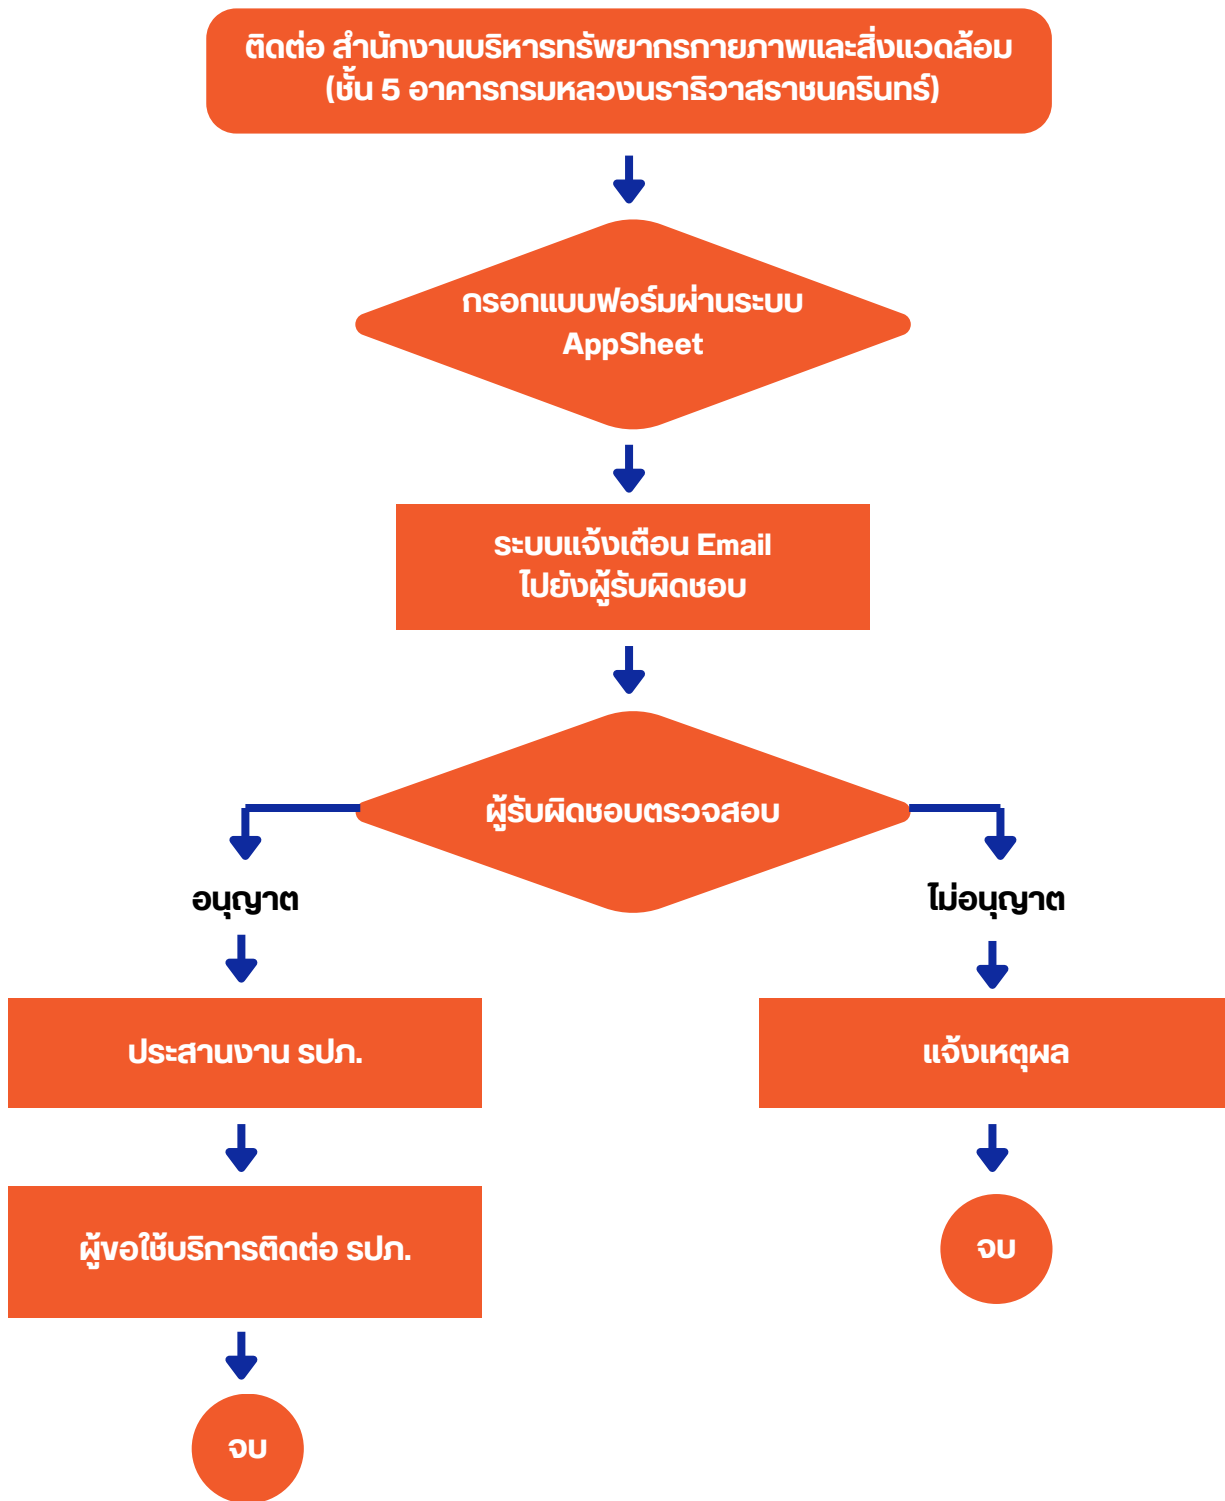 ติดต่อ สำนักงานบริหารทรัพยากรกายภาพและสิ่งแวดล้อม
(ชั้น 5 อาคารกรมหลวงนราธิวาสราชนครินทร์)
กรอกแบบฟอร์มผ่านระบบ
AppSheet
ระบบแจ้งเตือน Email
ไปยังผู้รับผิดชอบ
ผู้รับผิดชอบตรวจสอบ
อนุญาต
ไม่อนุญาต
ประสานงาน รปภ.
แจ้งเหตุผล
ผู้ขอใช้บริการติดต่อ รปภ.
จบ
จบ